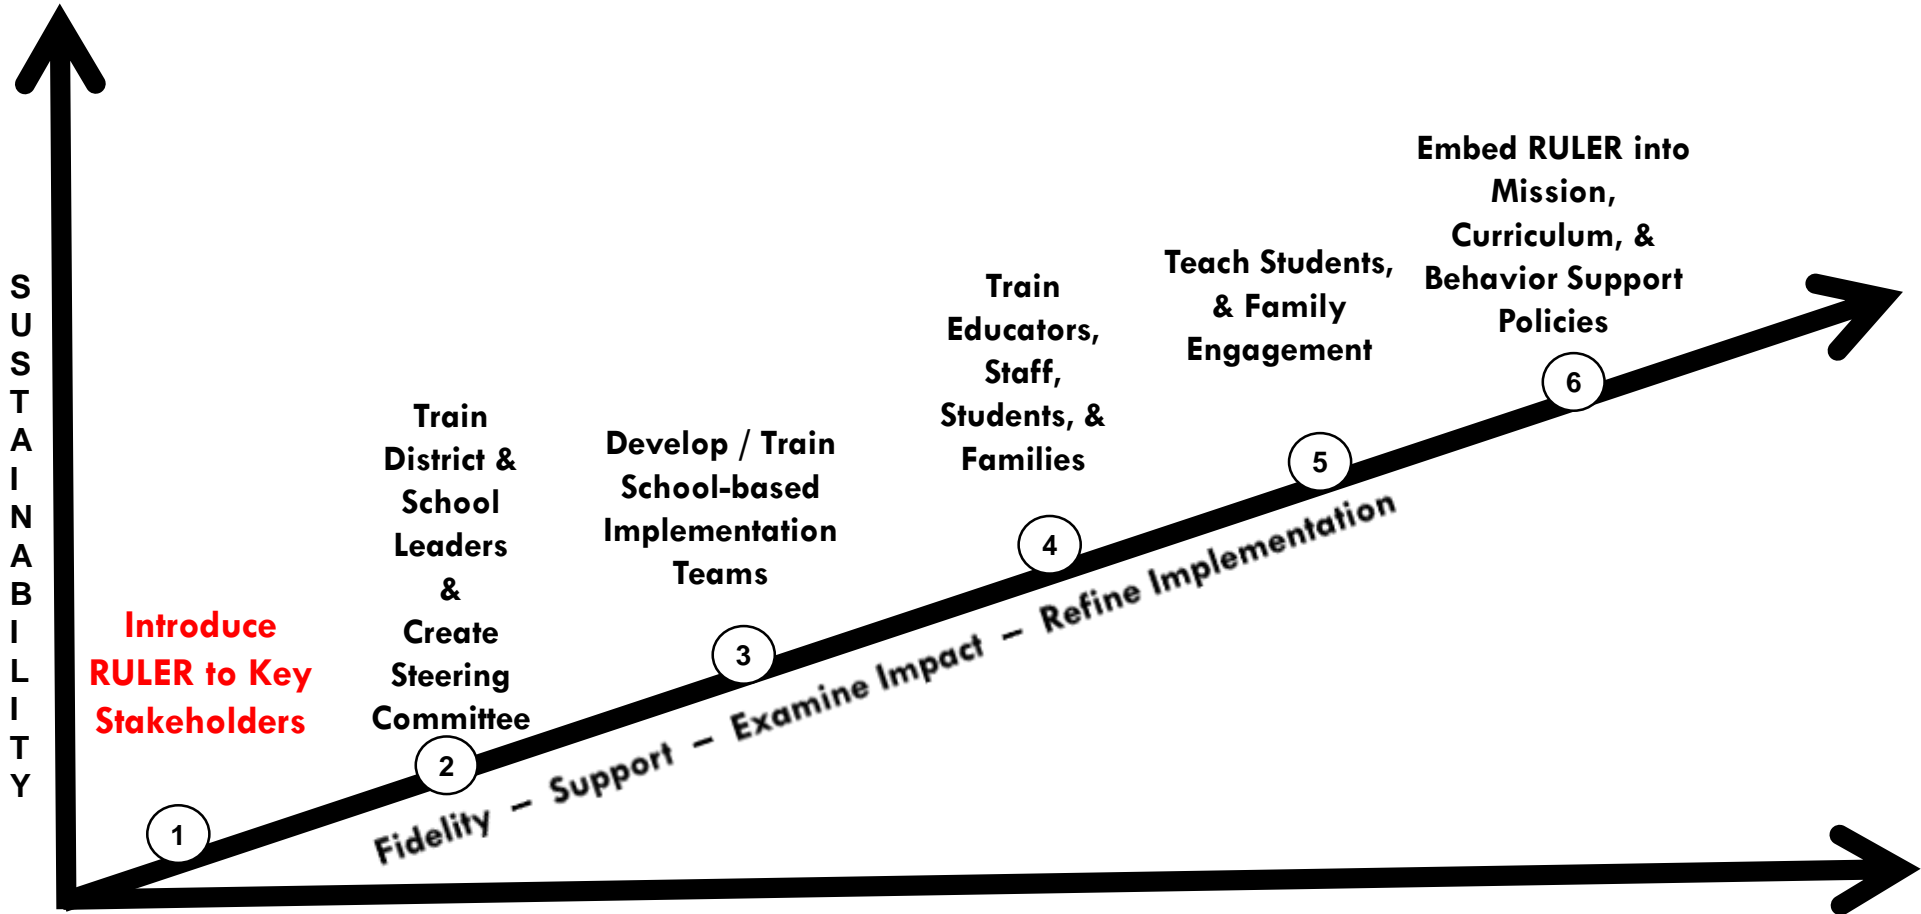 SUSTAINABILITY
Introduce
RULER to Key
Stakeholders
1
Train
District &
School
Leaders
&
Create
Steering
Committee
2
Develop / Train
School-based
Implementation
Teams
3
Train
Educators,
Staff,
Students, &
Families
4
Teach Students,
& Family
Engagement
5
Embed RULER into
Mission,
Curriculum, &
Behavior Support
Policies
6
Fidelity – Support – Examine Impact – Refine Implementation